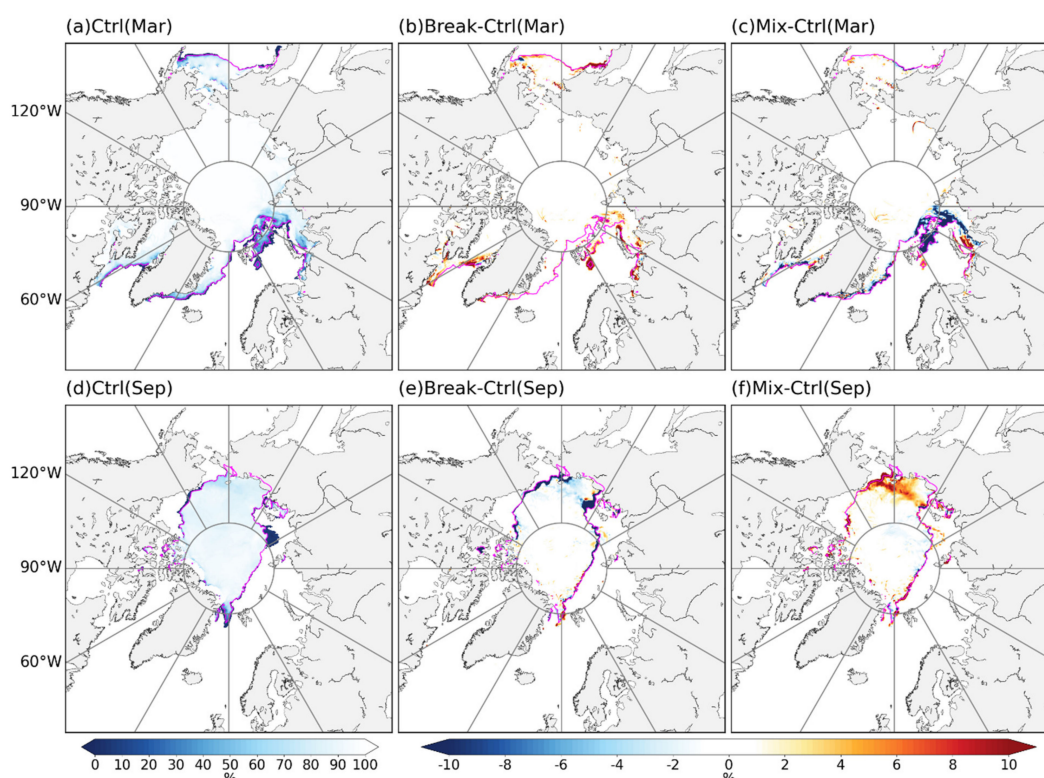 (a)Ctrl(Mar) (b)Break-Ctrl(Mar) (c)Mix-Ctrl(Mar)
120°W
90°W
60°W
(d)Ctrl(Sep) (e)Break-Ctrl(Sep) (f)Mix-Ctrl(Sep)
120°W
90°W
60°W
0 10 20 30 40 50 60 70 80 90 100 -10 -8 -6 -4 -2 0 2 4 6 8 10
% %